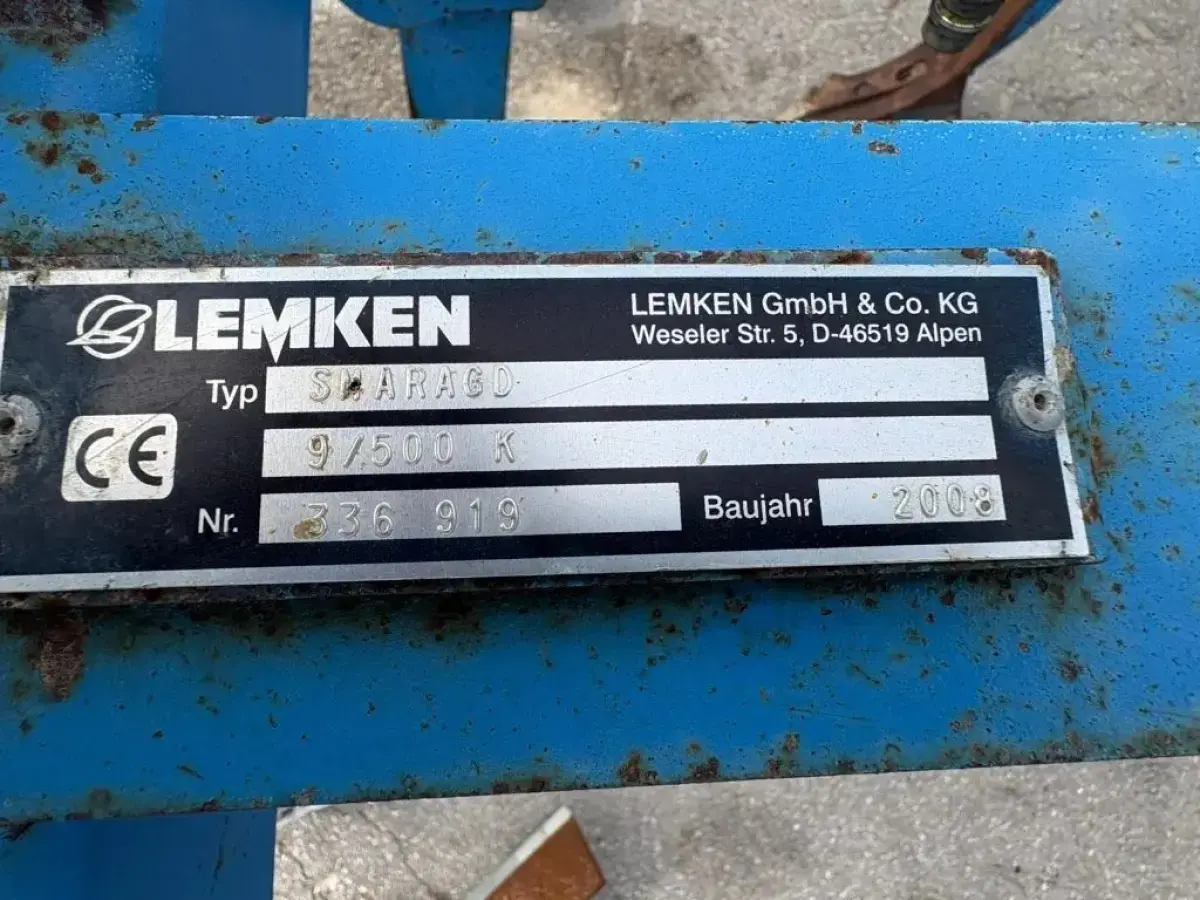 LEMKEN
LEMKEN GmbH & Co. KG
Weseler Str. 5, D-46519 Alpen
Typ SMARAGD
9/500 K
CE
Nr. 336 919 Baujahr 2008